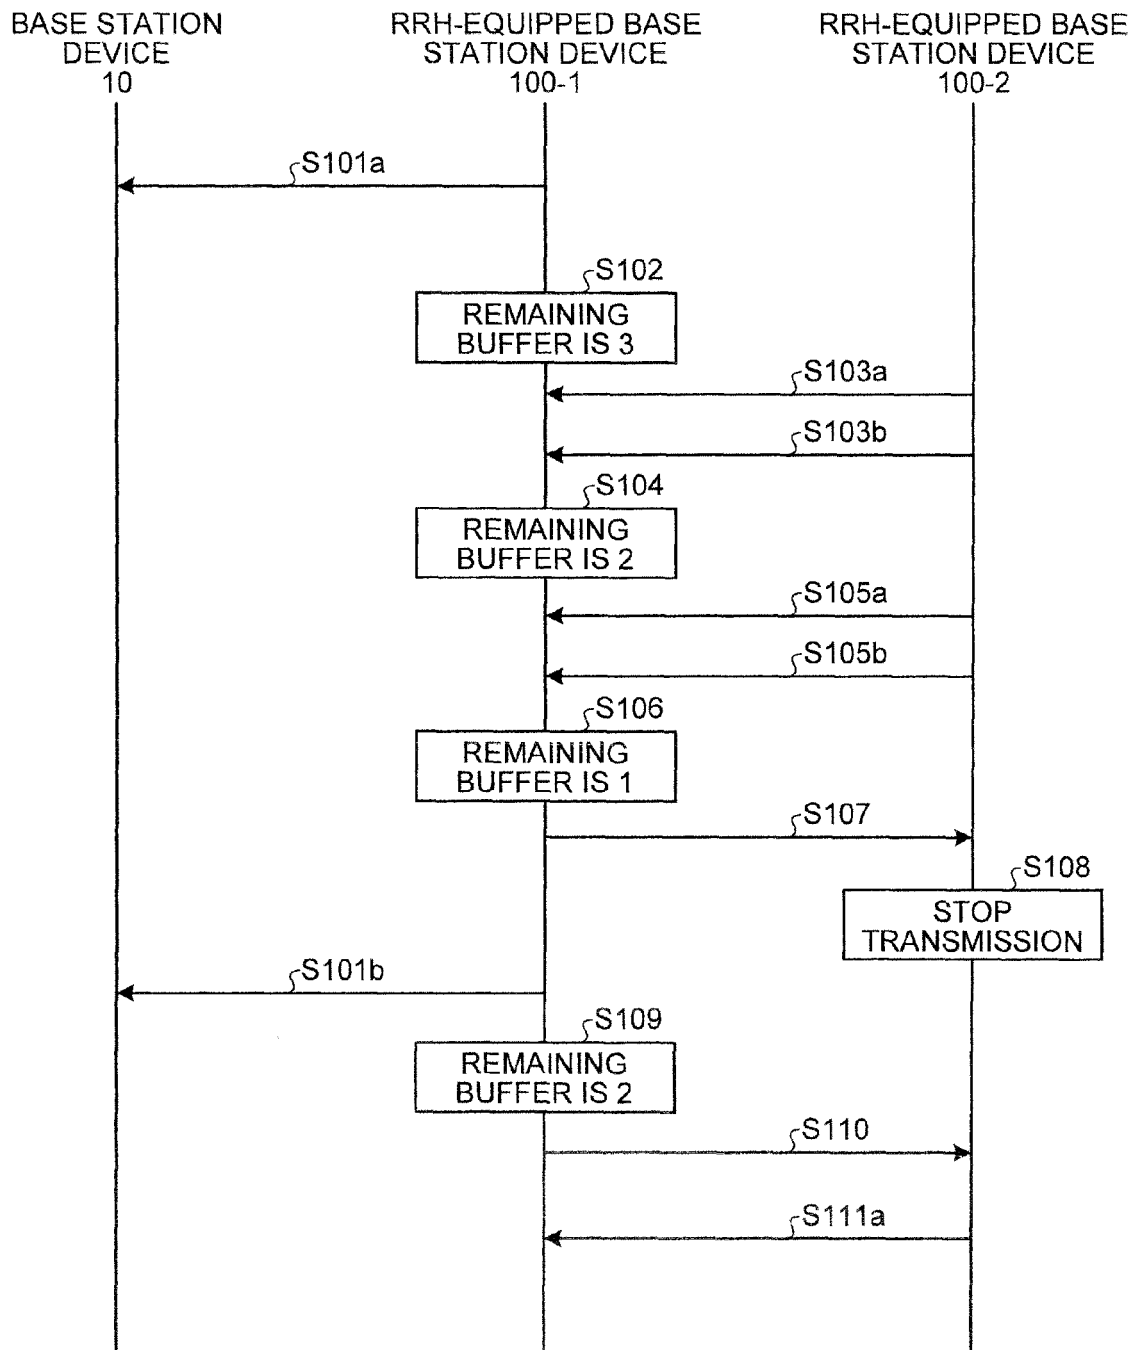 BASE STATION
DEVICE
10
RRH-EQUIPPED BASE
STATION DEVICE
100-1
RRH-EQUIPPED BASE
STATION DEVICE
100-2
S101a
S102
REMAINING
BUFFER IS 3
S103a
S103b
S104
REMAINING
BUFFER IS 2
S105a
S105b
S106
REMAINING
BUFFER IS 1
S107
S108
STOP
TRANSMISSION
S101b
S109
REMAINING
BUFFER IS 2
S110
S111a